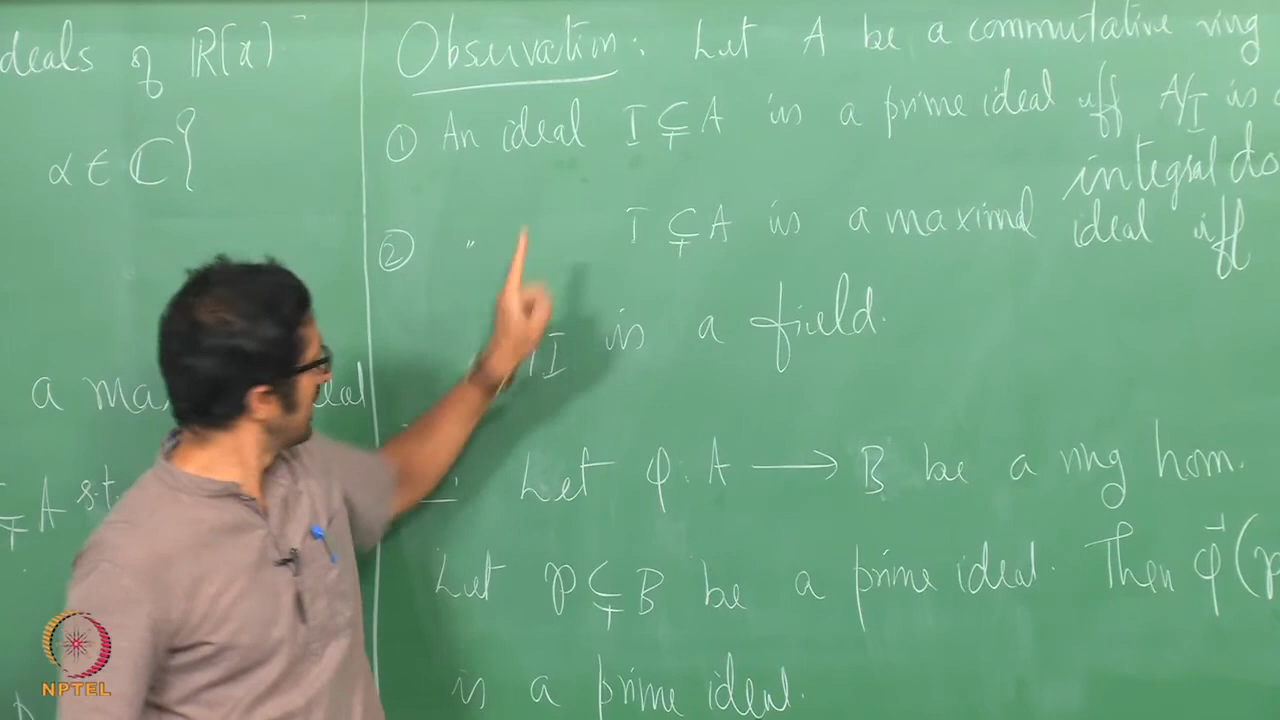 deals of ℝ[x]
α ∈ ℂ}
a ma
⊊ A s.t.
Observation: Let A be a commutative ring
① An ideal I ⊊ A is a prime ideal iff A/I is
integral do
② " I ⊊ A is a maximal ideal iff
/I is a field.
Let φ: A ⟶ B be a ring hom.
Let p ⊊ B be a prime ideal. Then φ⁻¹(p
is a prime ideal.
NPTEL